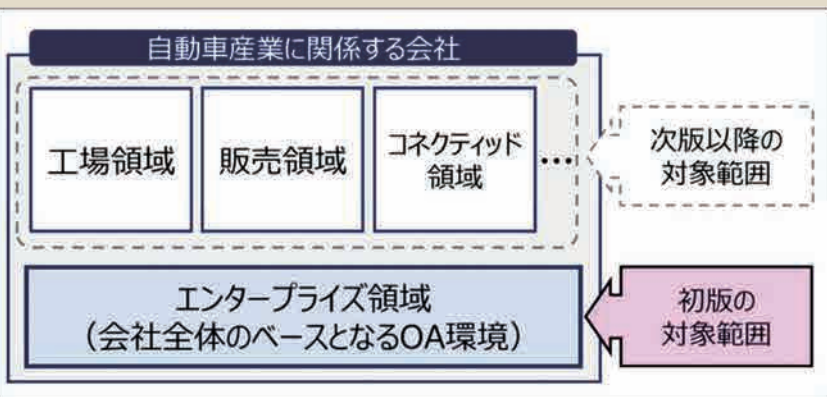 自動車産業に関係する会社
工場領域
販売領域
コネクティッド
領域
…
次版以降の
対象範囲
エンタープライズ領域
（会社全体のベースとなるOA環境）
初版の
対象範囲